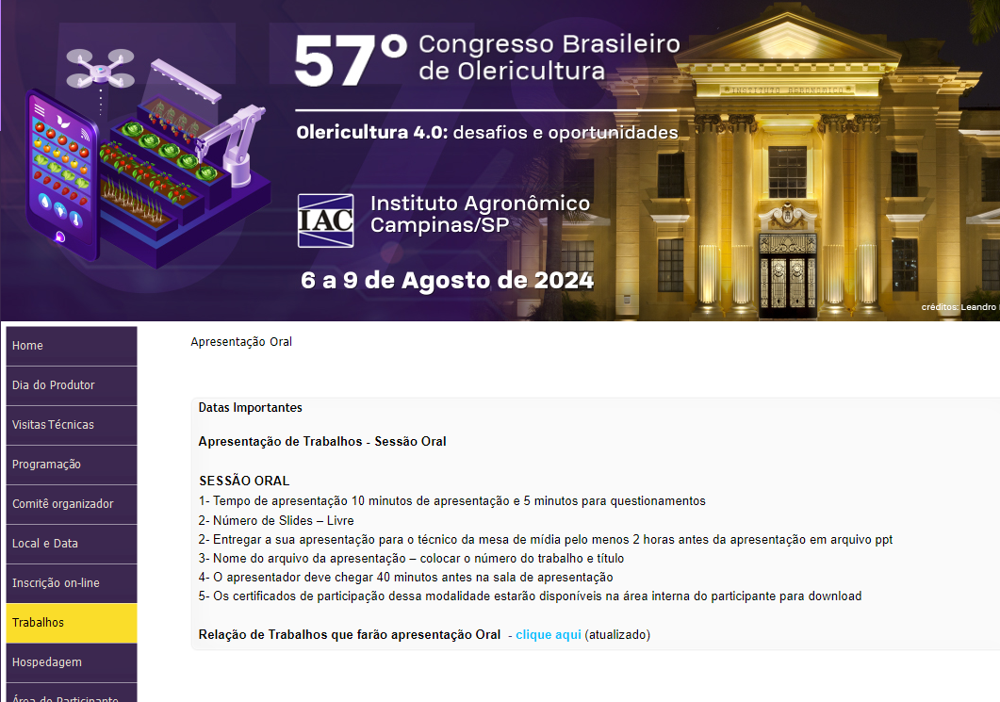 57º Congresso Brasileiro
de Olericultura
Olericultura 4.0: desafios e oportunidades
INSTITUTO AGRONOMICO
IAC
Instituto Agronômico
Campinas/SP
6 a 9 de Agosto de 2024
créditos: Leandro
Home
Dia do Produtor
Visitas Técnicas
Programação
Comitê organizador
Local e Data
Inscrição on-line
Trabalhos
Hospedagem
Área do Participante
Apresentação Oral
Datas Importantes
Apresentação de Trabalhos - Sessão Oral
SESSÃO ORAL
1- Tempo de apresentação 10 minutos de apresentação e 5 minutos para questionamentos
2- Número de Slides – Livre
2- Entregar a sua apresentação para o técnico da mesa de mídia pelo menos 2 horas antes da apresentação em arquivo ppt
3- Nome do arquivo da apresentação – colocar o número do trabalho e título
4- O apresentador deve chegar 40 minutos antes na sala de apresentação
5- Os certificados de participação dessa modalidade estarão disponíveis na área interna do participante para download
Relação de Trabalhos que farão apresentação Oral - clique aqui (atualizado)